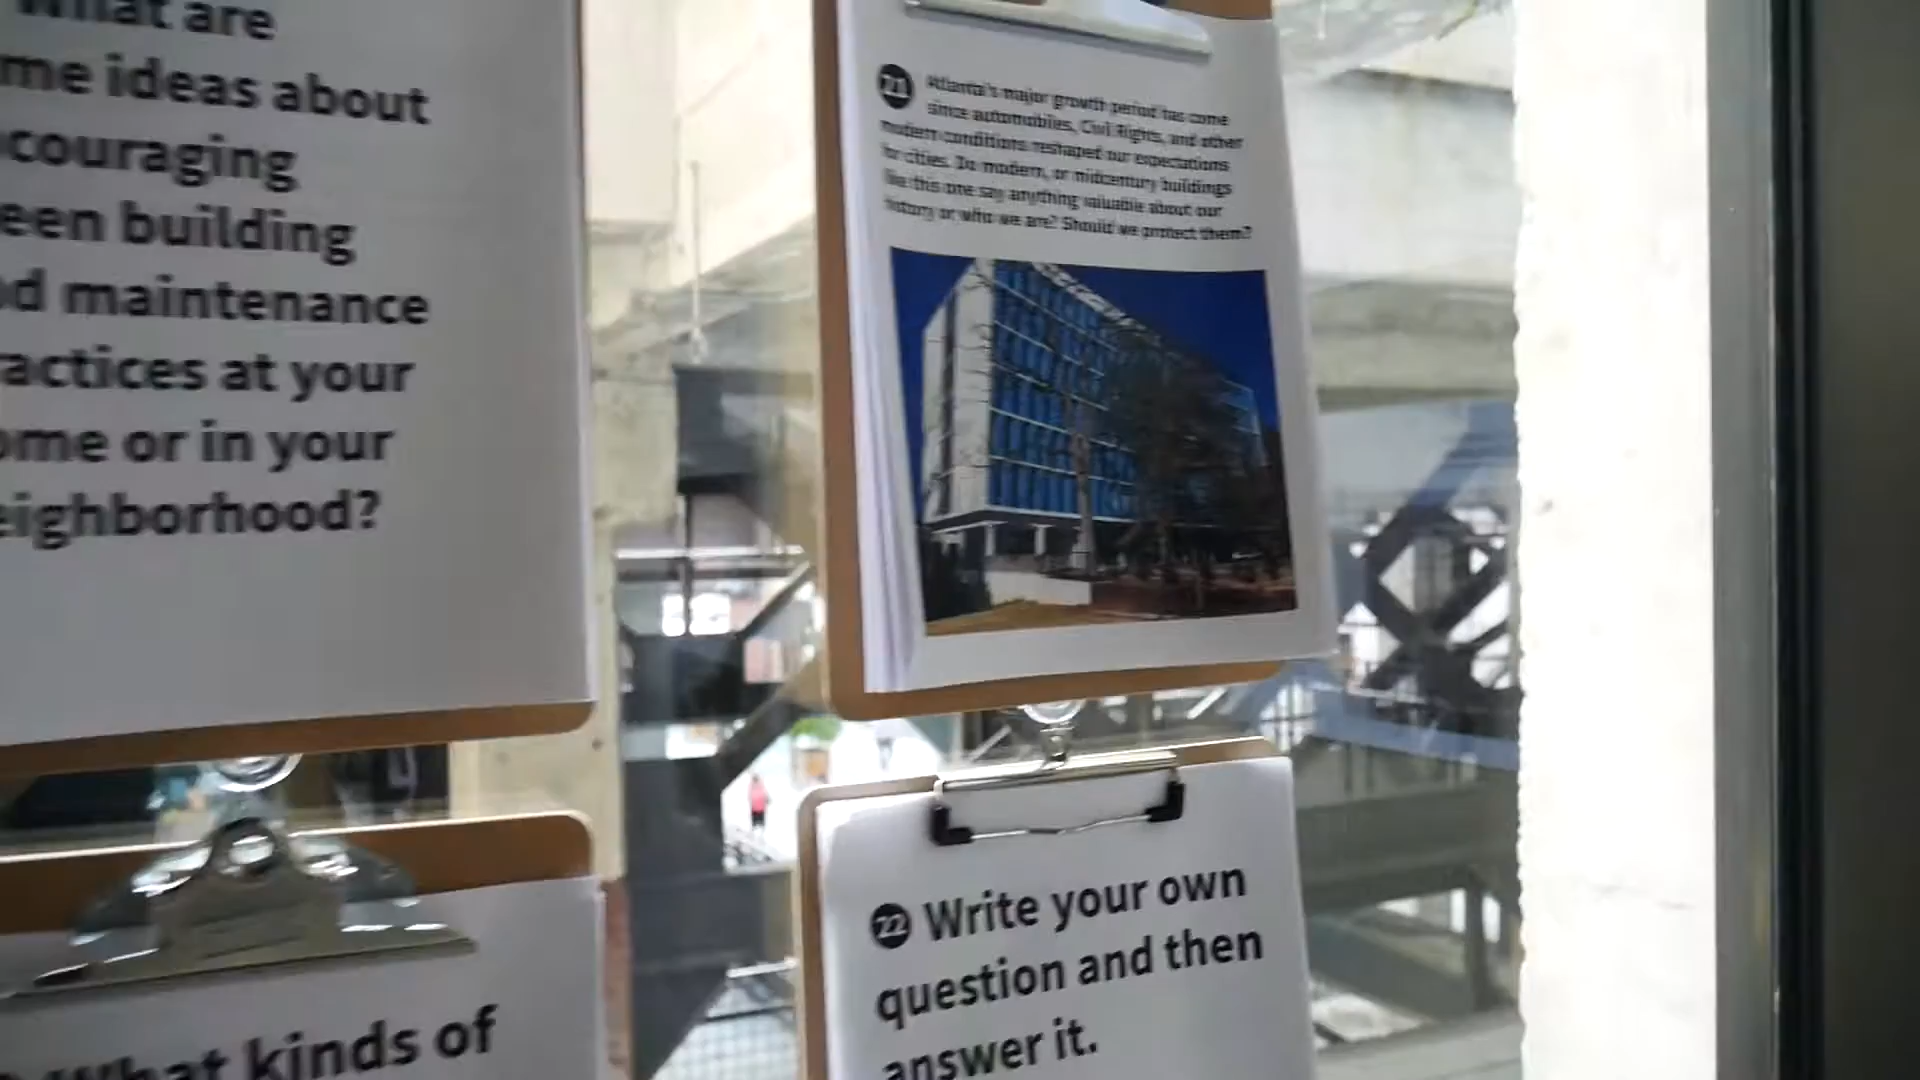 What are
me ideas about
couraging
een building
d maintenance
ractices at your
ome or in your
eighborhood?
What kinds of
21 Atlanta's major growth period has come
since automobiles, Civil Rights, and other
modern conditions reshaped our expectations
for cities. Do modern, or midcentury buildings
like this one say anything valuable about our
history or who we are? Should we protect them?
22 Write your own
question and then
answer it.